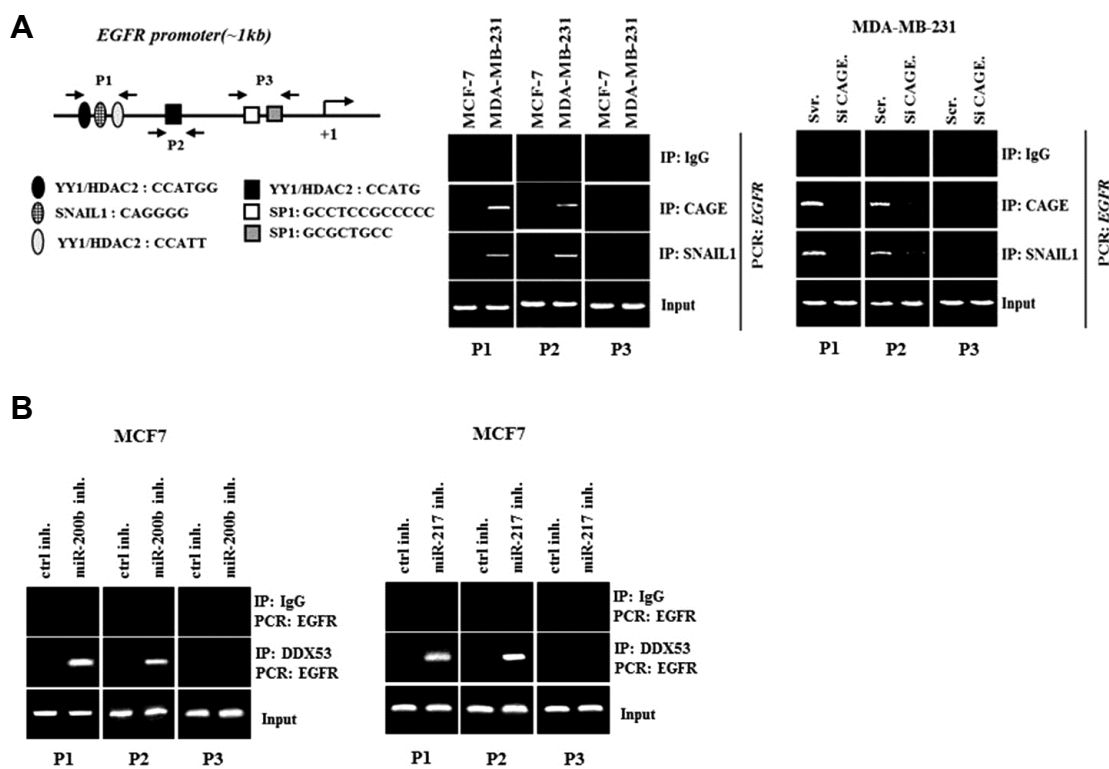 A
EGFR promoter(~1kb)
P1
P3
P2
+1
YY1/HDAC2 : CCATGG
SNAIL1 : CAGGGG
YY1/HDAC2 : CCATT
YY1/HDAC2 : CCATG
SP1: GCCTCCGCCCCC
SP1: GCGCTGCC
MCF-7
MDA-MB-231
MCF-7
MDA-MB-231
MCF-7
MDA-MB-231
IP: IgG
IP: CAGE
IP: SNAIL1
Input
PCR: EGFR
P1
P2
P3
MDA-MB-231
Svr.
Si CAGE.
Scr.
Si CAGE.
Scr.
Si CAGE.
IP: IgG
IP: CAGE
IP: SNAIL1
Input
PCR: EGFR
P1
P2
P3
B
MCF7
ctrl inh.
miR-200b inh.
ctrl inh.
miR-200b inh.
ctrl inh.
miR-200b inh.
IP: IgG
PCR: EGFR
IP: DDX53
PCR: EGFR
Input
P1
P2
P3
MCF7
ctrl inh.
miR-217 inh.
ctrl inh.
miR-217 inh.
ctrl inh.
miR-217 inh.
IP: IgG
PCR: EGFR
IP: DDX53
PCR: EGFR
Input
P1
P2
P3